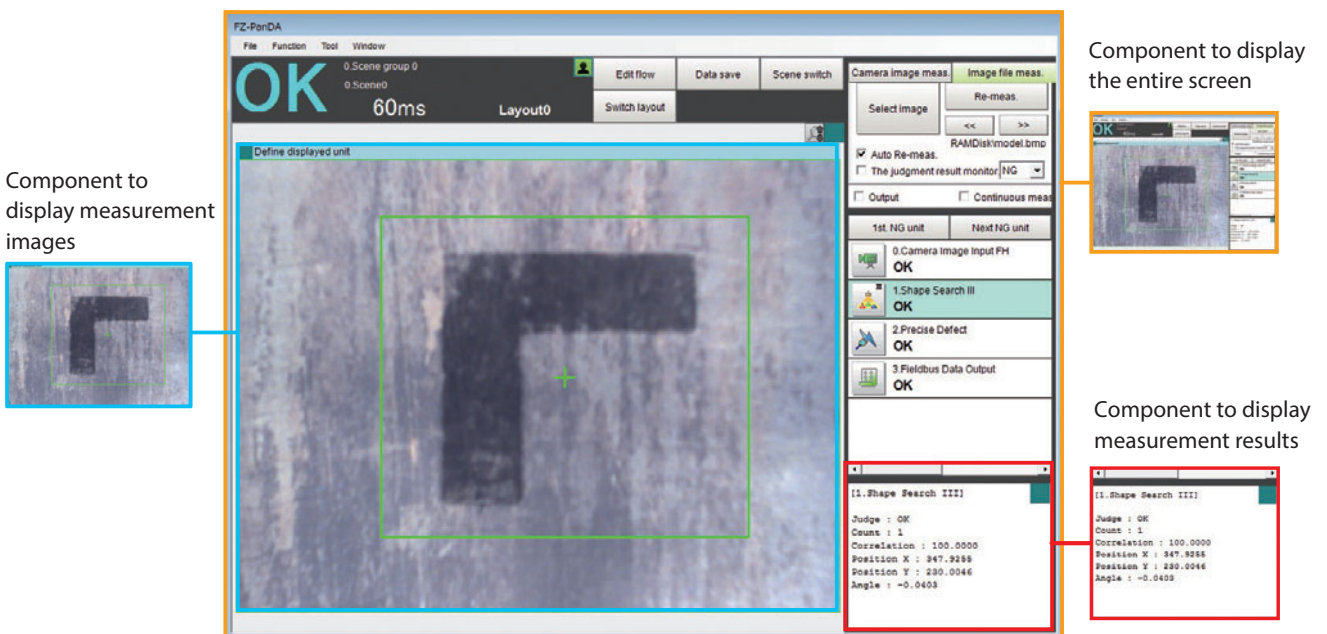 FZ-PanDA
File Function Tool Window
OK
0.Scene group 0
0.Scene0
60ms
Layout0
Edit flow
Data save
Scene switch
Switch layout
Camera image meas.
Image file meas.
Select image
Re-meas.
<< >>
RAMDisk\model.bmp
Auto Re-meas.
The judgment result monitor. NG
Output
Continuous meas
1st. NG unit
Next NG unit
0.Camera Image Input FH
OK
1.Shape Search III
OK
2.Precise Defect
OK
3.Fieldbus Data Output
OK
Define displayed unit
[1.Shape Search III]
Judge : OK
Count : 1
Correlation : 100.0000
Position X : 347.9255
Position Y : 230.0046
Angle : -0.0403
Component to
display measurement
images
Component to display
the entire screen
OK
Component to display
measurement results
[1.Shape Search III]
Judge : OK
Count : 1
Correlation : 100.0000
Position X : 347.9255
Position Y : 230.0046
Angle : -0.0403